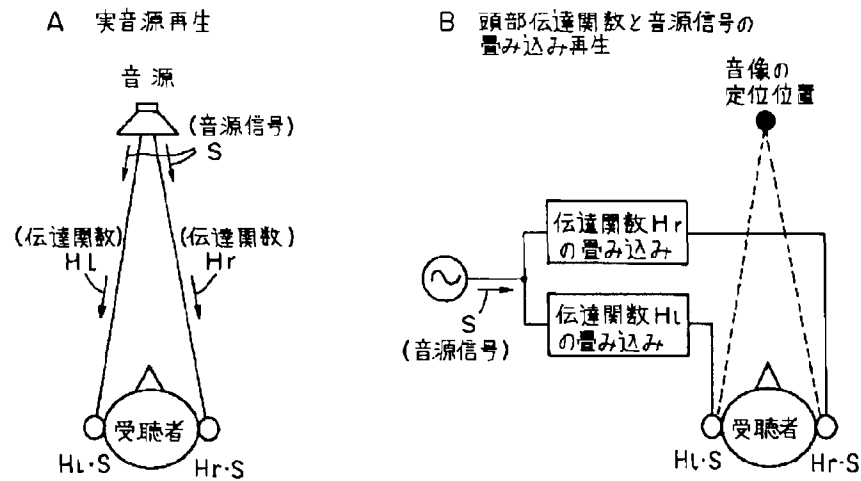 A 実音源再生
音源
(音源信号)
S
(伝達関数)
Hl
(伝達関数)
Hr
受聴者
Hl·S
Hr·S
B 頭部伝達関数と音源信号の
畳み込み再生
音像の
定位位置
伝達関数Hr
の畳み込み
S
(音源信号)
伝達関数Hl
の畳み込み
受聴者
Hl·S
Hr·S